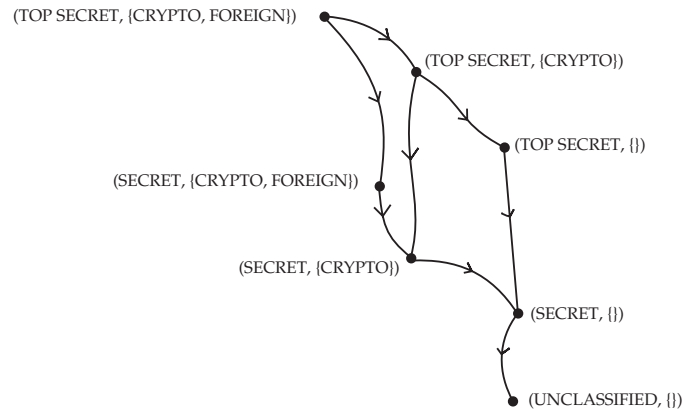 (TOP SECRET, {CRYPTO, FOREIGN})
(TOP SECRET, {CRYPTO})
(TOP SECRET, {})
(SECRET, {CRYPTO, FOREIGN})
(SECRET, {CRYPTO})
(SECRET, {})
(UNCLASSIFIED, {})